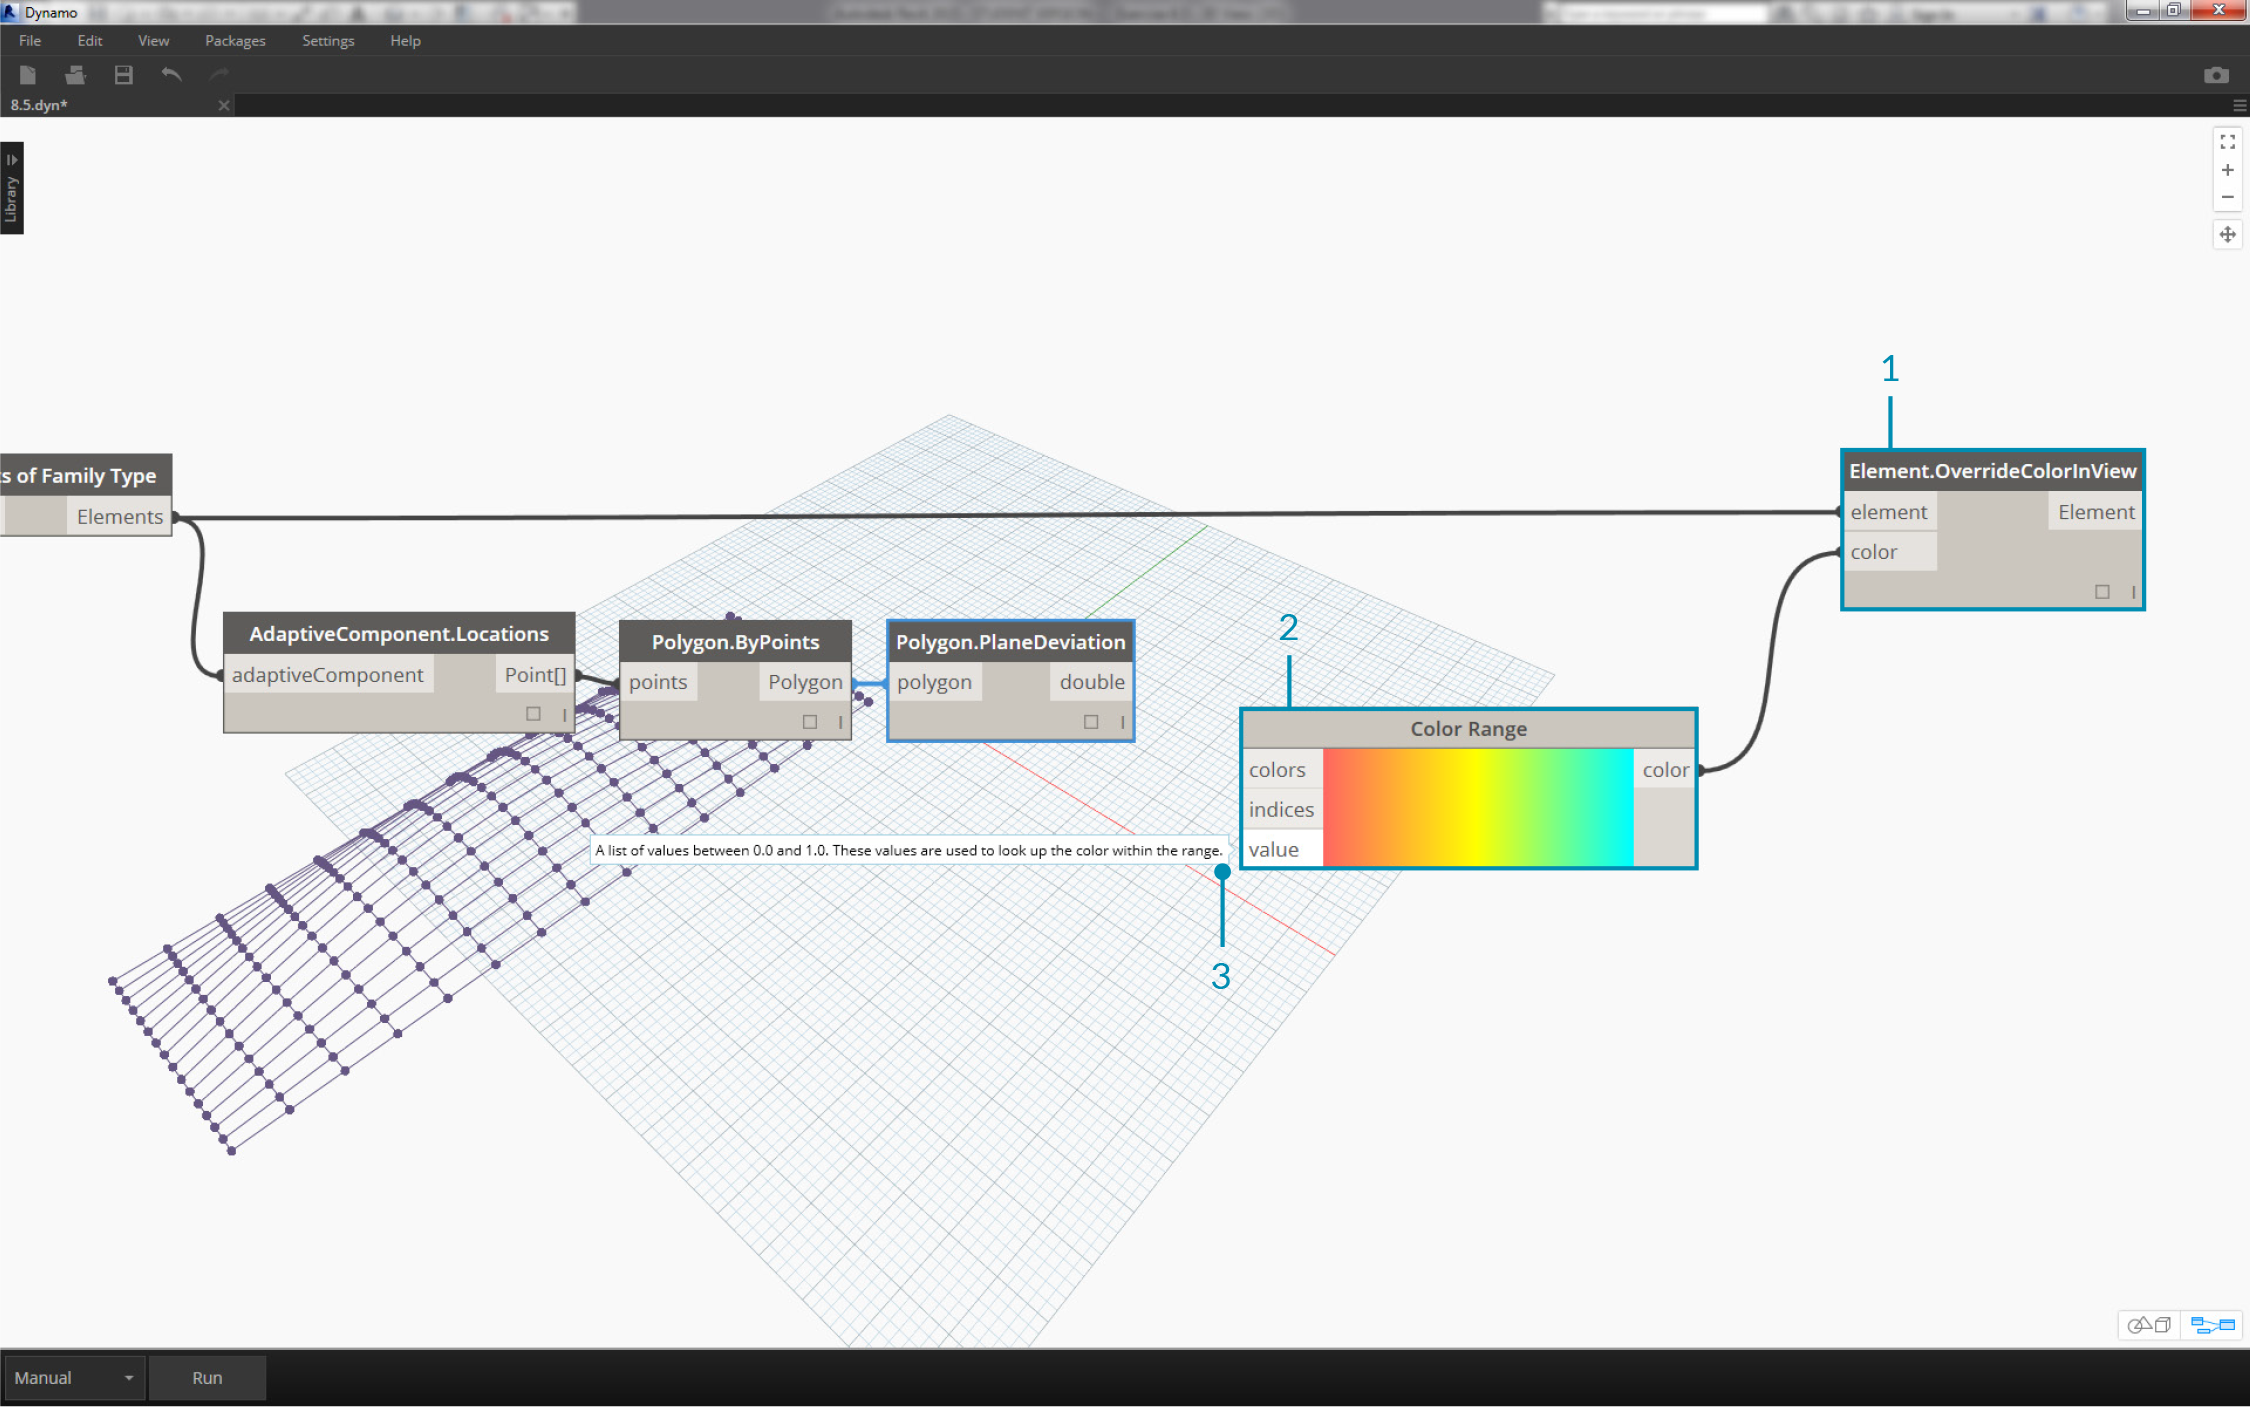 Dynamo
File Edit View Packages Settings Help
8.5.dyn*
Library
1
s of Family Type
Elements
Element.OverrideColorInView
element Element
color
AdaptiveComponent.Locations
adaptiveComponent Point[]
Polygon.ByPoints
points Polygon
Polygon.PlaneDeviation
polygon double
2
Color Range
colors color
indices
value
A list of values between 0.0 and 1.0. These values are used to look up the color within the range.
3
Manual Run